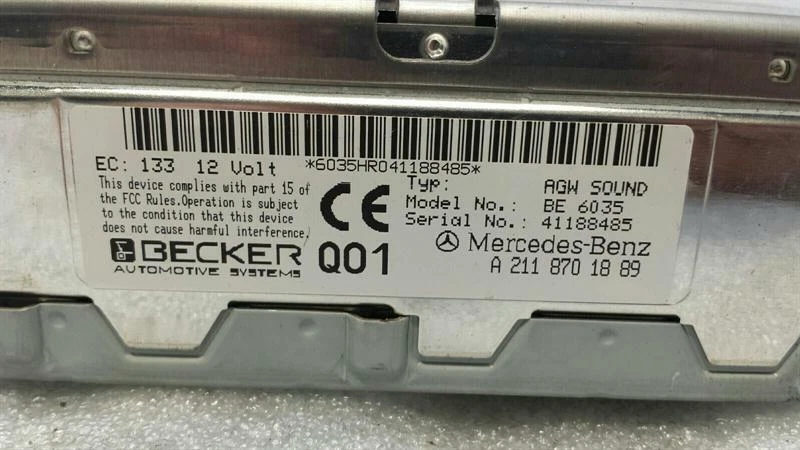 EC: 133 12 Volt *6035HR041188485*
This device complies with part 15 of
the FCC Rules.Operation is subject
to the condition that this device
does not cause harmful interference.
CE
Typ: AGW SOUND
Model No.: BE 6035
Serial No.: 41188485
BECKER
AUTOMOTIVE SYSTEMS
Q01
Mercedes-Benz
A 211 870 18 89